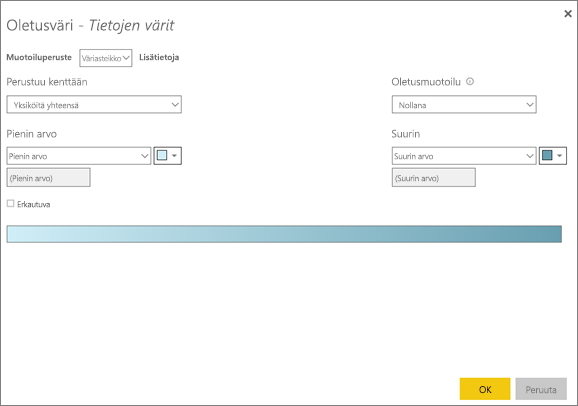 Oletusväri - Tietojen värit
Muotoiluperuste Väriasteikko Lisätietoja
Perustuu kenttään Oletusmuotoilu
Yksiköitä yhteensä Nollana
Pienin arvo Suurin
Pienin arvo Suurin arvo
(Pienin arvo) (Suurin arvo)
Erkautuva
OK Peruuta